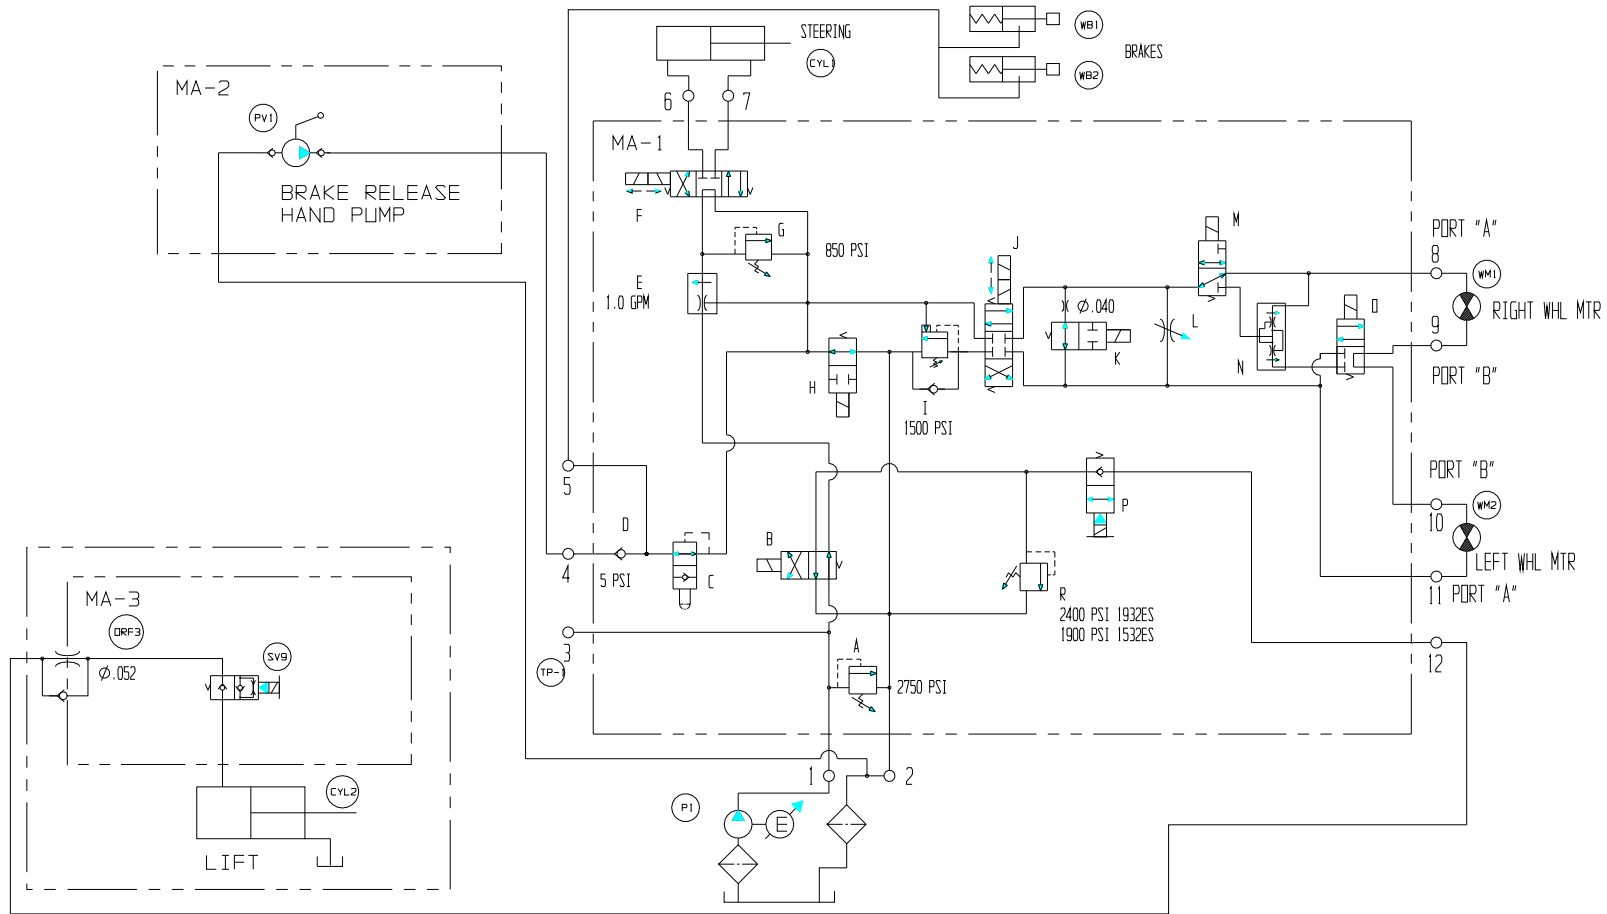 STEERING
CYL1
WB1
BRAKES
WB2
MA-2
PV1
BRAKE RELEASE
HAND PUMP
6
7
MA-1
F
G
850 PSI
E
1.0 GPM
J
M
PORT "A"
8
WM1
Ø.040
L
O
9
RIGHT WHL MTR
K
N
PORT "B"
H
I
1500 PSI
PORT "B"
5
P
WM2
10
D
B
4
5 PSI
C
LEFT WHL MTR
R
11 PORT "A"
2400 PSI 1932ES
1900 PSI 1532ES
MA-3
ORF3
3
A
12
SV9
TP-1
Ø.052
2750 PSI
1
2
CYL2
P1
E
LIFT